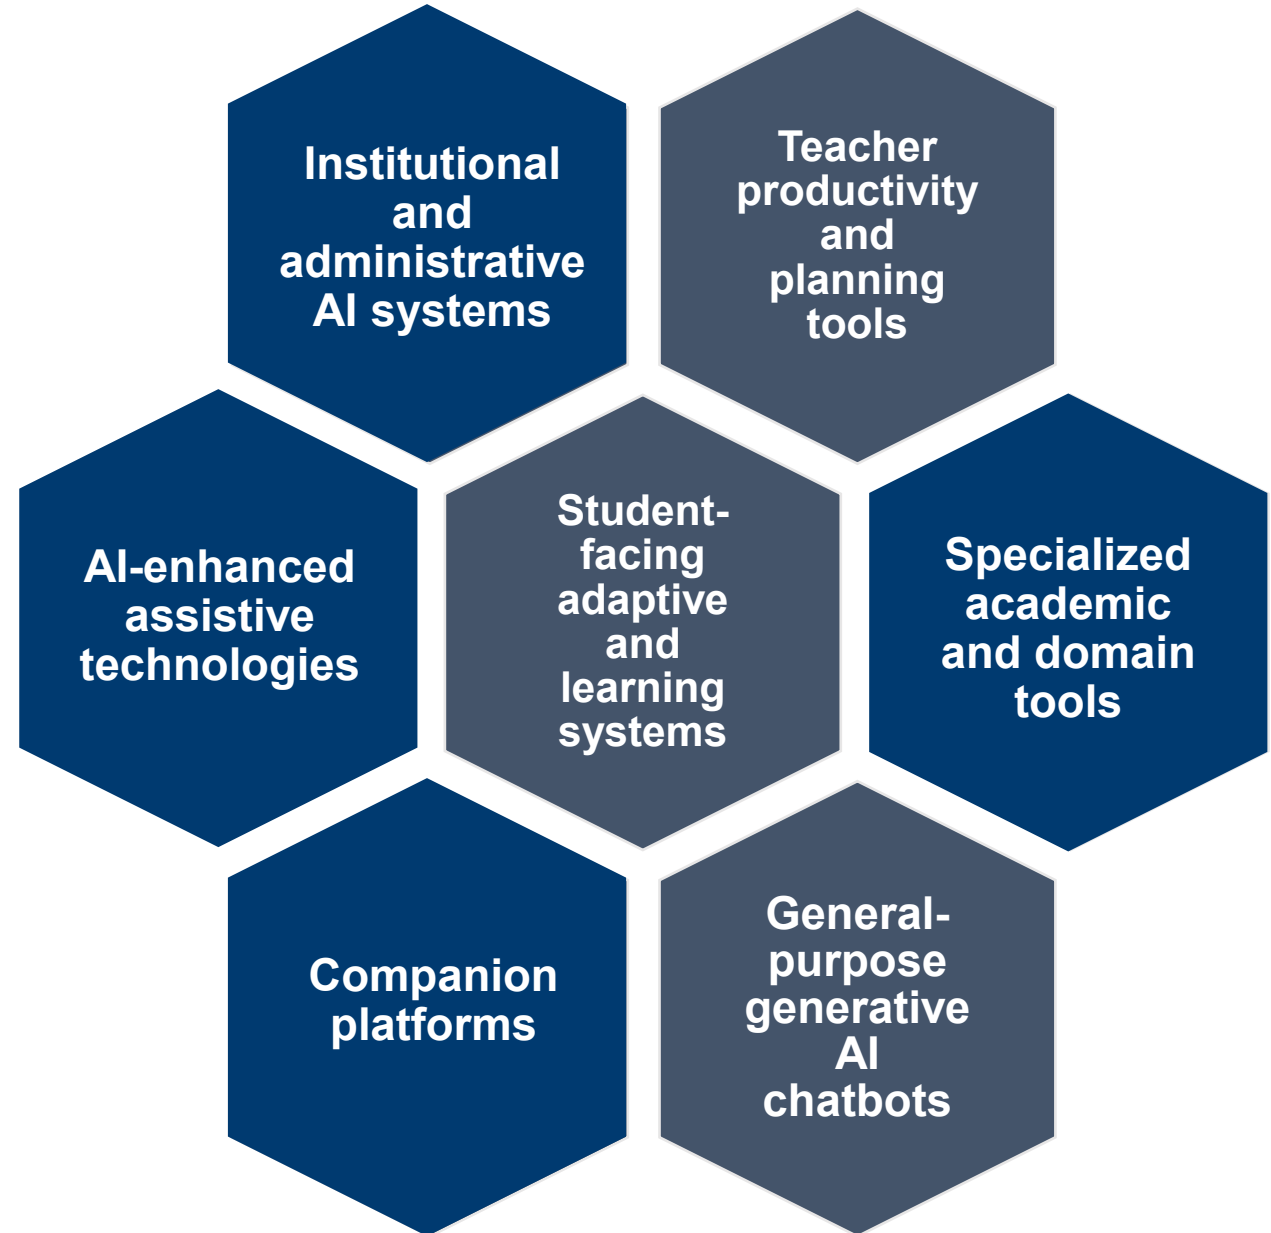 Institutional
and
administrative
AI systems
Teacher
productivity
and
planning
tools
AI-enhanced
assistive
technologies
Student-
facing
adaptive
and
learning
systems
Specialized
academic
and domain
tools
Companion
platforms
General-
purpose
generative
AI
chatbots